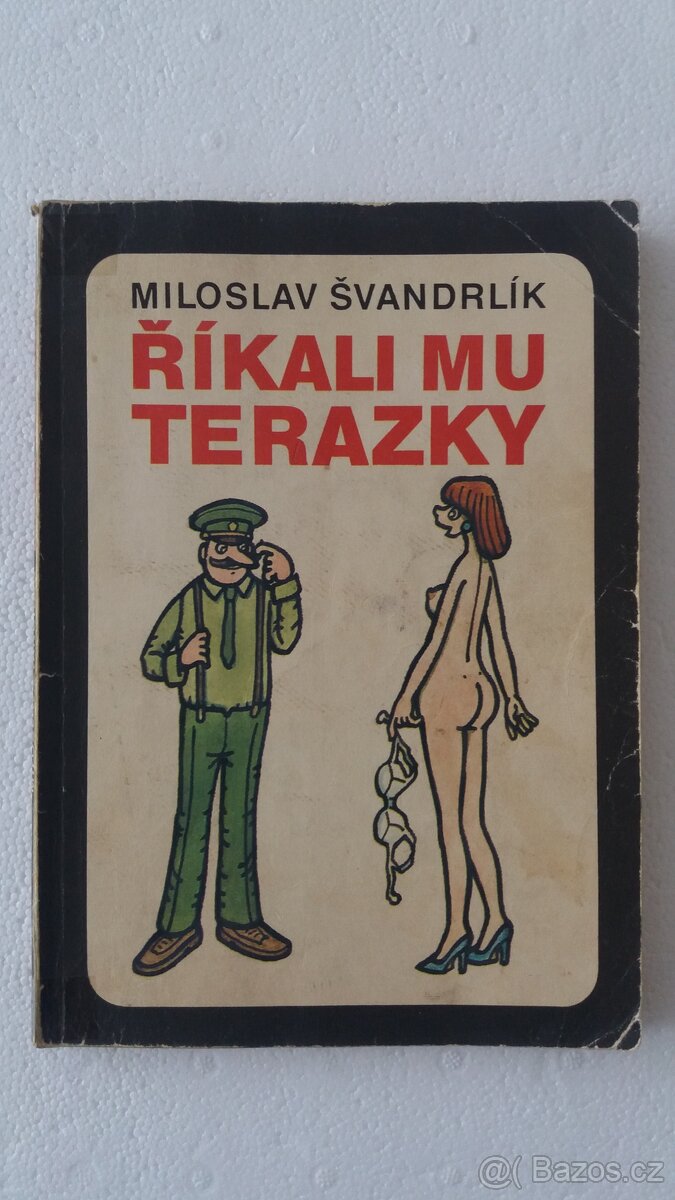 MILOSLAV ŠVANDRLÍK
ŘÍKALI MU
TERAZKY
@( Bazos.cz